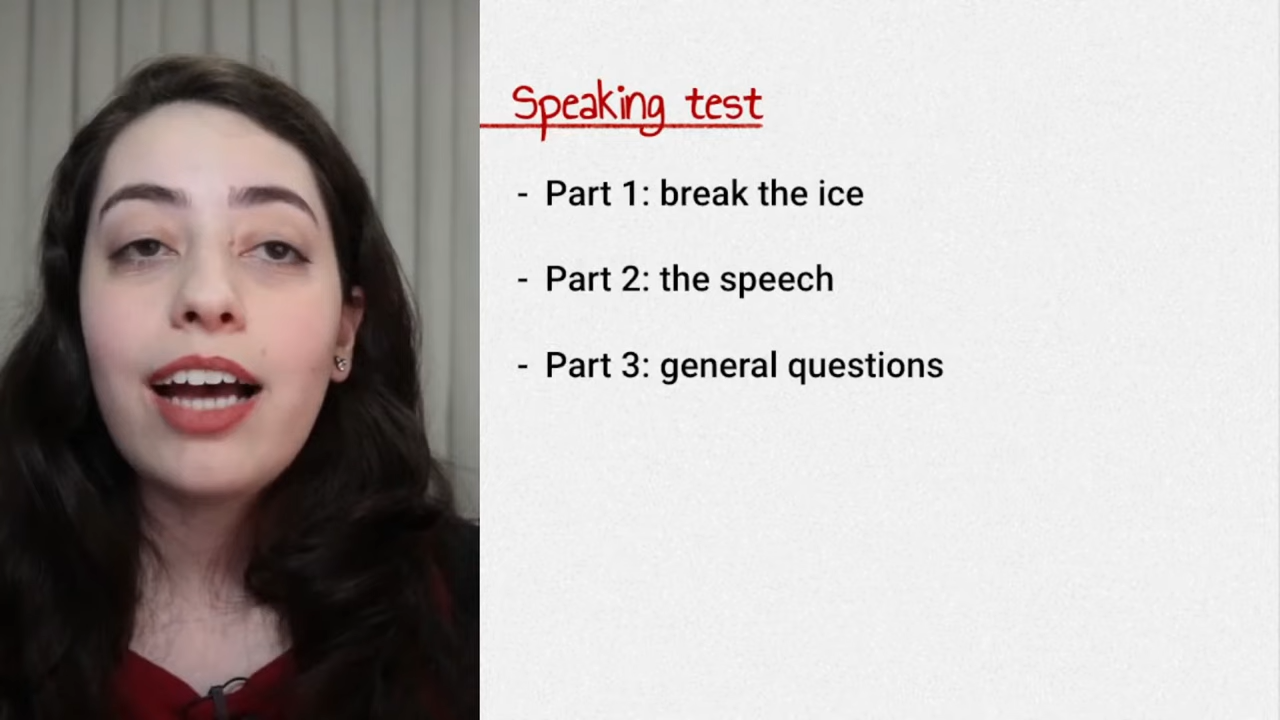 Speaking test
- Part 1: break the ice
- Part 2: the speech
- Part 3: general questions